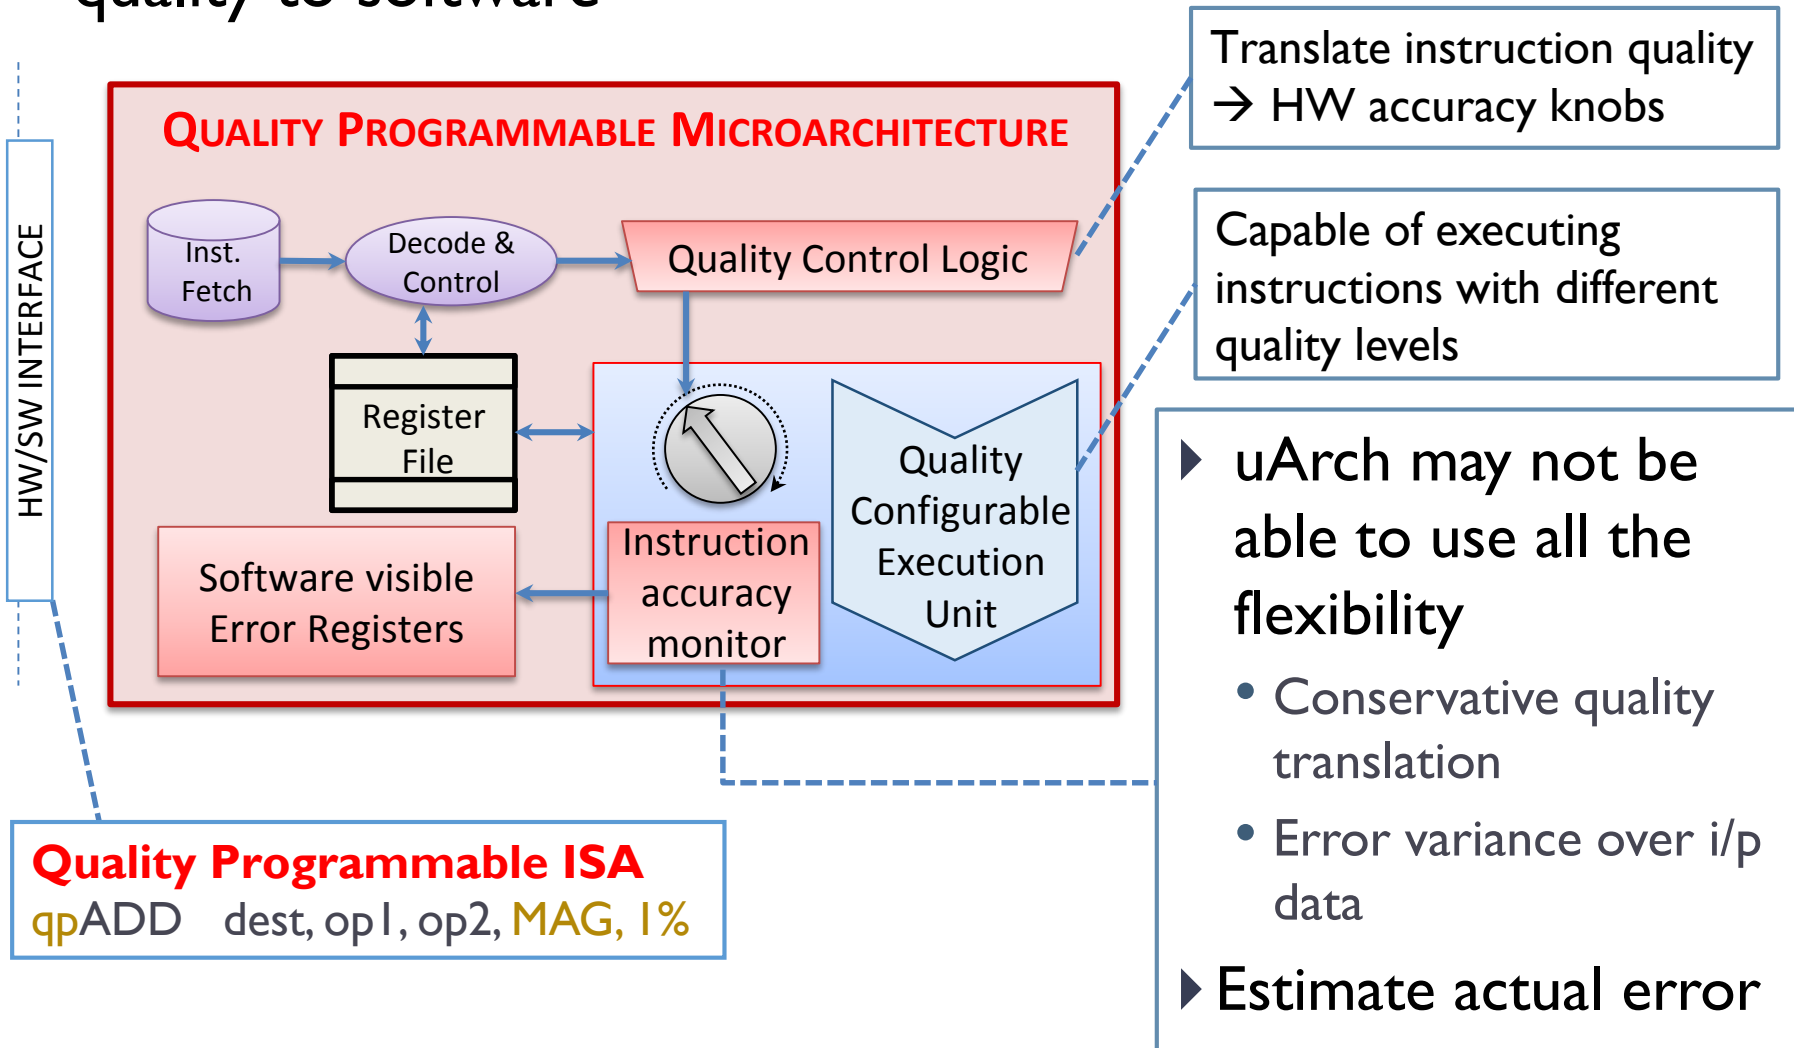 quality to software
HW/SW INTERFACE
QUALITY PROGRAMMABLE MICROARCHITECTURE
Inst.
Fetch
Decode &
Control
Quality Control Logic
Register
File
Quality
Configurable
Execution
Unit
Instruction
accuracy
monitor
Software visible
Error Registers
Translate instruction quality
→ HW accuracy knobs
Capable of executing
instructions with different
quality levels
uArch may not be
able to use all the
flexibility
• Conservative quality
translation
• Error variance over i/p
data
Estimate actual error
Quality Programmable ISA
qpADD dest, op1, op2, MAG, 1%